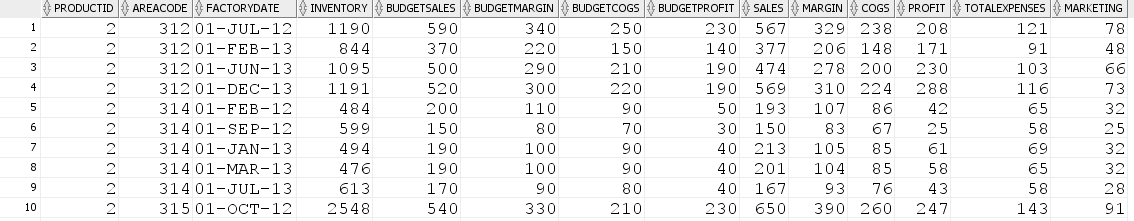 PRODUCTID AREACODE FACTORYDATE INVENTORY BUDGETSALES BUDGETMARGIN BUDGETCOGS BUDGETPROFIT SALES MARGIN COGS PROFIT TOTALEXPENSES MARKETING
1 2 312 01-JUL-12 1190 590 340 250 230 567 329 238 208 121 78
2 2 312 01-FEB-13 844 370 220 150 140 377 206 148 171 91 48
3 2 312 01-JUN-13 1095 500 290 210 190 474 278 200 230 103 66
4 2 312 01-DEC-13 1191 520 300 220 190 569 310 224 288 116 73
5 2 314 01-FEB-12 484 200 110 90 50 193 107 86 42 65 32
6 2 314 01-SEP-12 599 150 80 70 30 150 83 67 25 58 25
7 2 314 01-JAN-13 494 190 100 90 40 213 105 85 61 69 32
8 2 314 01-MAR-13 476 190 100 90 40 201 104 85 58 65 32
9 2 314 01-JUL-13 613 170 90 80 40 167 93 76 43 58 28
10 2 315 01-OCT-12 2548 540 330 210 230 650 390 260 247 143 91